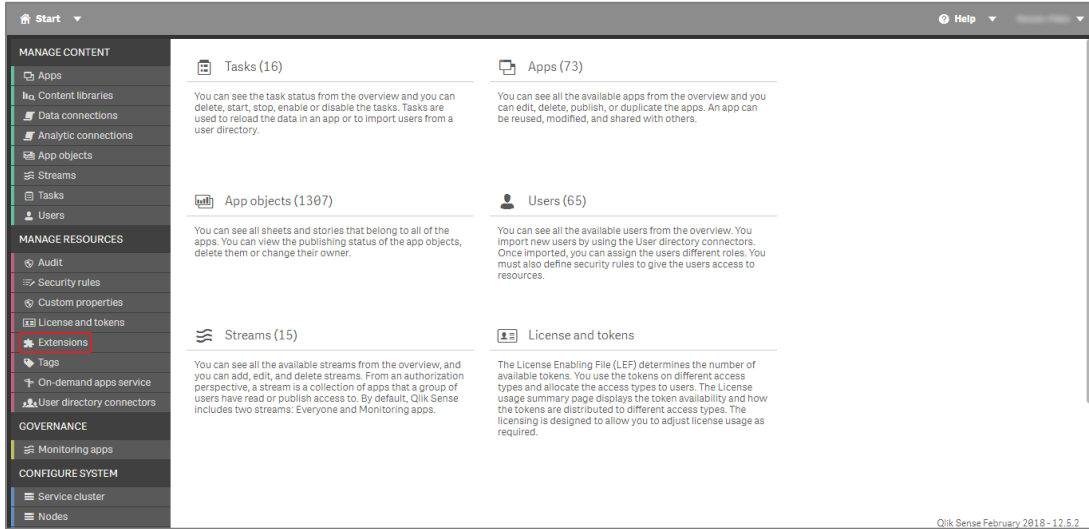 Start
Help
MANAGE CONTENT
Apps
Content libraries
Data connections
Analytic connections
App objects
Streams
Tasks
Users
MANAGE RESOURCES
Audit
Security rules
Custom properties
License and tokens
Extensions
Tags
On-demand apps service
User directory connectors
GOVERNANCE
Monitoring apps
CONFIGURE SYSTEM
Service cluster
Nodes
Tasks (16)
You can see the task status from the overview and you can
delete, start, stop, enable or disable the tasks. Tasks are
used to reload the data in an app or to import users from a
user directory.
Apps (73)
You can see all the available apps from the overview and you
can edit, delete, publish, or duplicate the apps. An app can
be reused, modified, and shared with others.
App objects (1307)
You can see all sheets and stories that belong to all of the
apps. You can view the publishing status of the app objects,
delete them or change their owner.
Users (65)
You can see all the available users from the overview. You
import new users by using the User directory connectors.
Once imported, you can assign the users different roles. You
must also define security rules to give the users access to
resources.
Streams (15)
You can see all the available streams from the overview, and
you can add, edit, and delete streams. From an authorization
perspective, a stream is a collection of apps that a group of
users have read or publish access to. By default, Qlik Sense
includes two streams: Everyone and Monitoring apps.
License and tokens
The License Enabling File (LEF) determines the number of
available tokens. You use the tokens on different access
types and allocate the access types to users. The License
usage summary page displays the token availability and how
the tokens are distributed to different access types. The
licensing is designed to allow you to adjust license usage as
required.
Qlik Sense February 2018 - 12.5.2